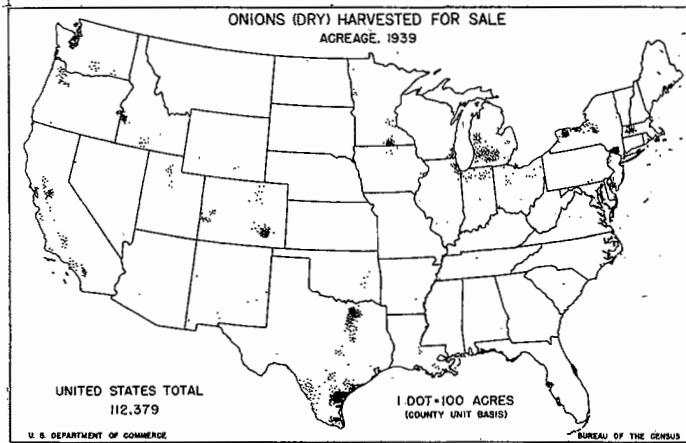 ONIONS (DRY) HARVESTED FOR SALE
ACREAGE, 1939
UNITED STATES TOTAL
112,379
1 DOT=100 ACRES
(COUNTY UNIT BASIS)
U. S. DEPARTMENT OF COMMERCE
BUREAU OF THE CENSUS